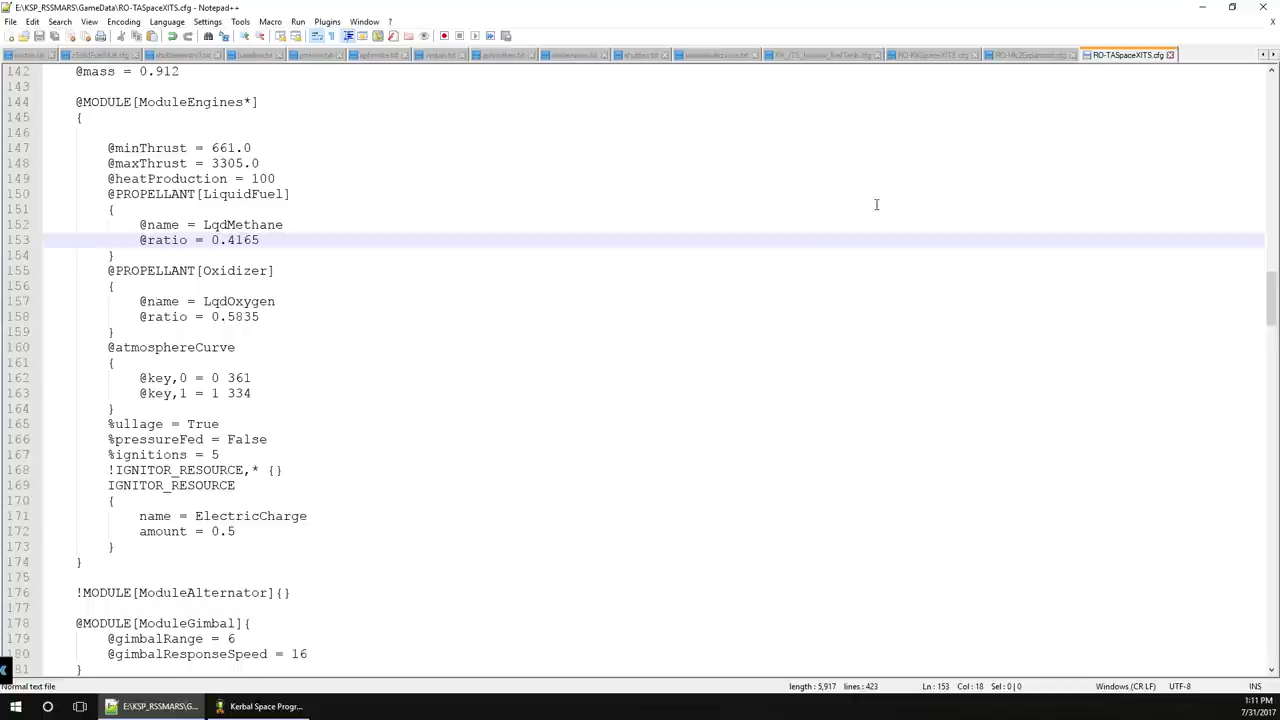 E:\KSP_RSSMARS\GameData\RO-TASpaceXITS.cfg - Notepad++
File Edit Search View Encoding Language Settings Tools Macro Run Plugins Window ?
X
RO-TASpaceXITS.cfg
142 @mass = 0.912
143
144 @MODULE[ModuleEngines*]
145 {
146
147 @minThrust = 661.0
148 @maxThrust = 3305.0
149 @heatProduction = 100
150 @PROPELLANT[LiquidFuel]
151 {
152 @name = LqdMethane
153 @ratio = 0.4165
154 }
155 @PROPELLANT[Oxidizer]
156 {
157 @name = LqdOxygen
158 @ratio = 0.5835
159 }
160 @atmosphereCurve
161 {
162 @key,0 = 0 361
163 @key,1 = 1 334
164 }
165 %ullage = True
166 %pressureFed = False
167 %ignitions = 5
168 !IGNITOR_RESOURCE,* {}
169 IGNITOR_RESOURCE
170 {
171 name = ElectricCharge
172 amount = 0.5
173 }
174 }
175
176 !MODULE[ModuleAlternator]{}
177
178 @MODULE[ModuleGimbal]{
179 @gimbalRange = 6
180 @gimbalResponseSpeed = 16
181 }
Normal text file length : 5,917 lines : 423 Ln : 153 Col : 18 Sel : 0 | 0 Windows (CR LF) UTF-8 INS
E:\KSP_RSSMARS\G... Kerbal Space Progr... 1:11 PM
7/31/2017